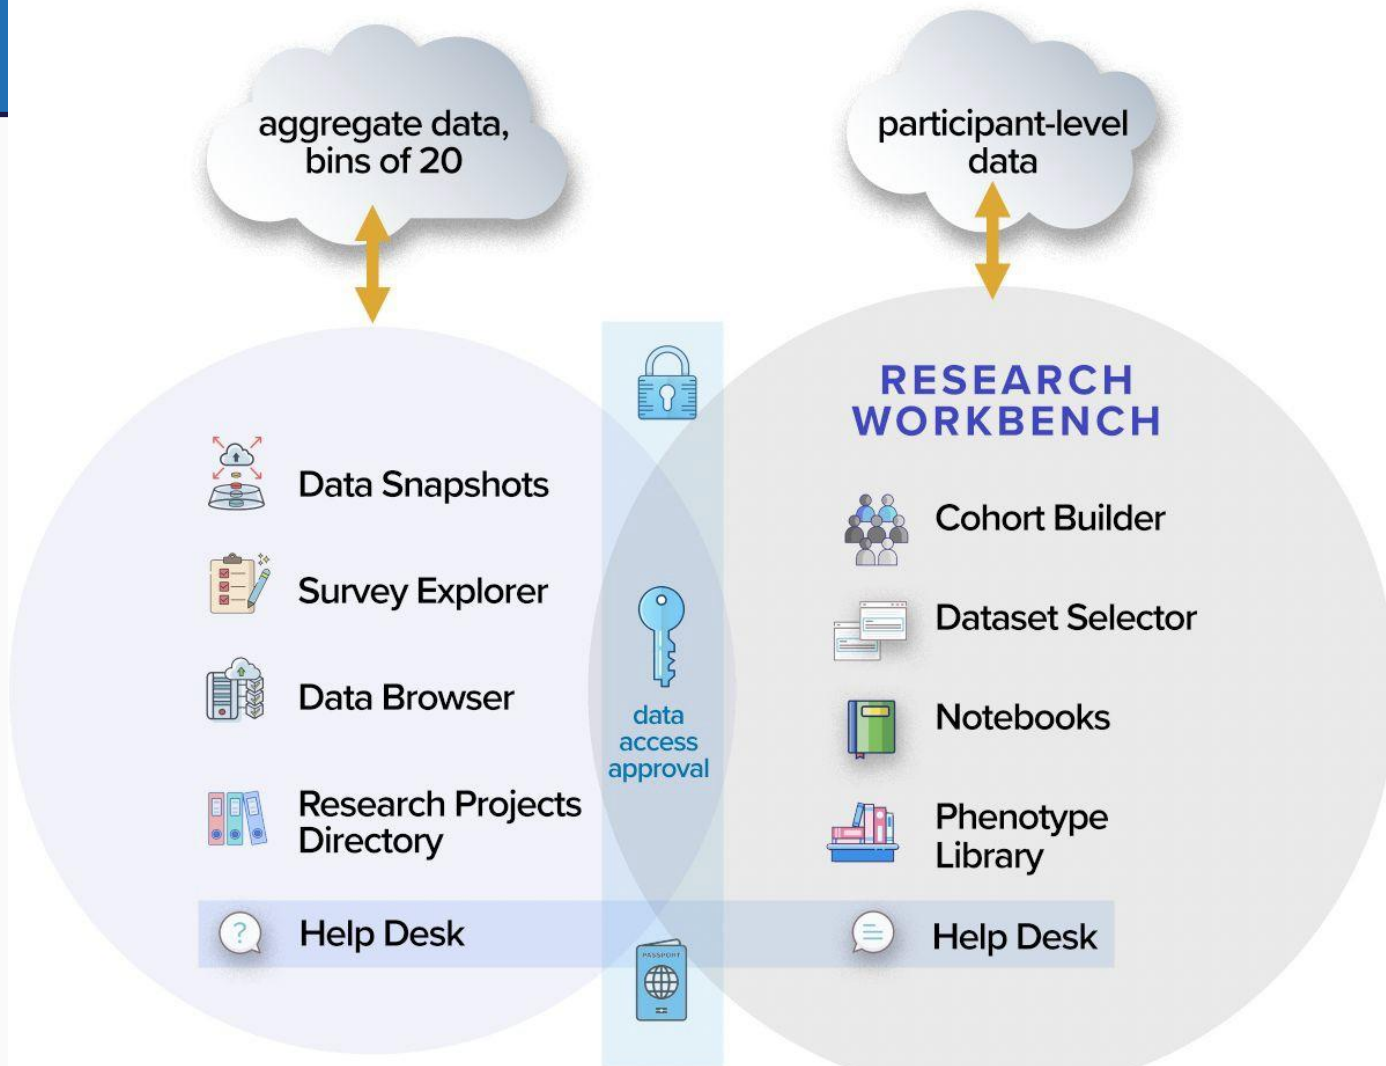 aggregate data,
bins of 20
participant-level
data
Data Snapshots
Survey Explorer
Data Browser
Research Projects
Directory
Help Desk
data
access
approval
PASSPORT
RESEARCH
WORKBENCH
Cohort Builder
Dataset Selector
Notebooks
Phenotype
Library
Help Desk